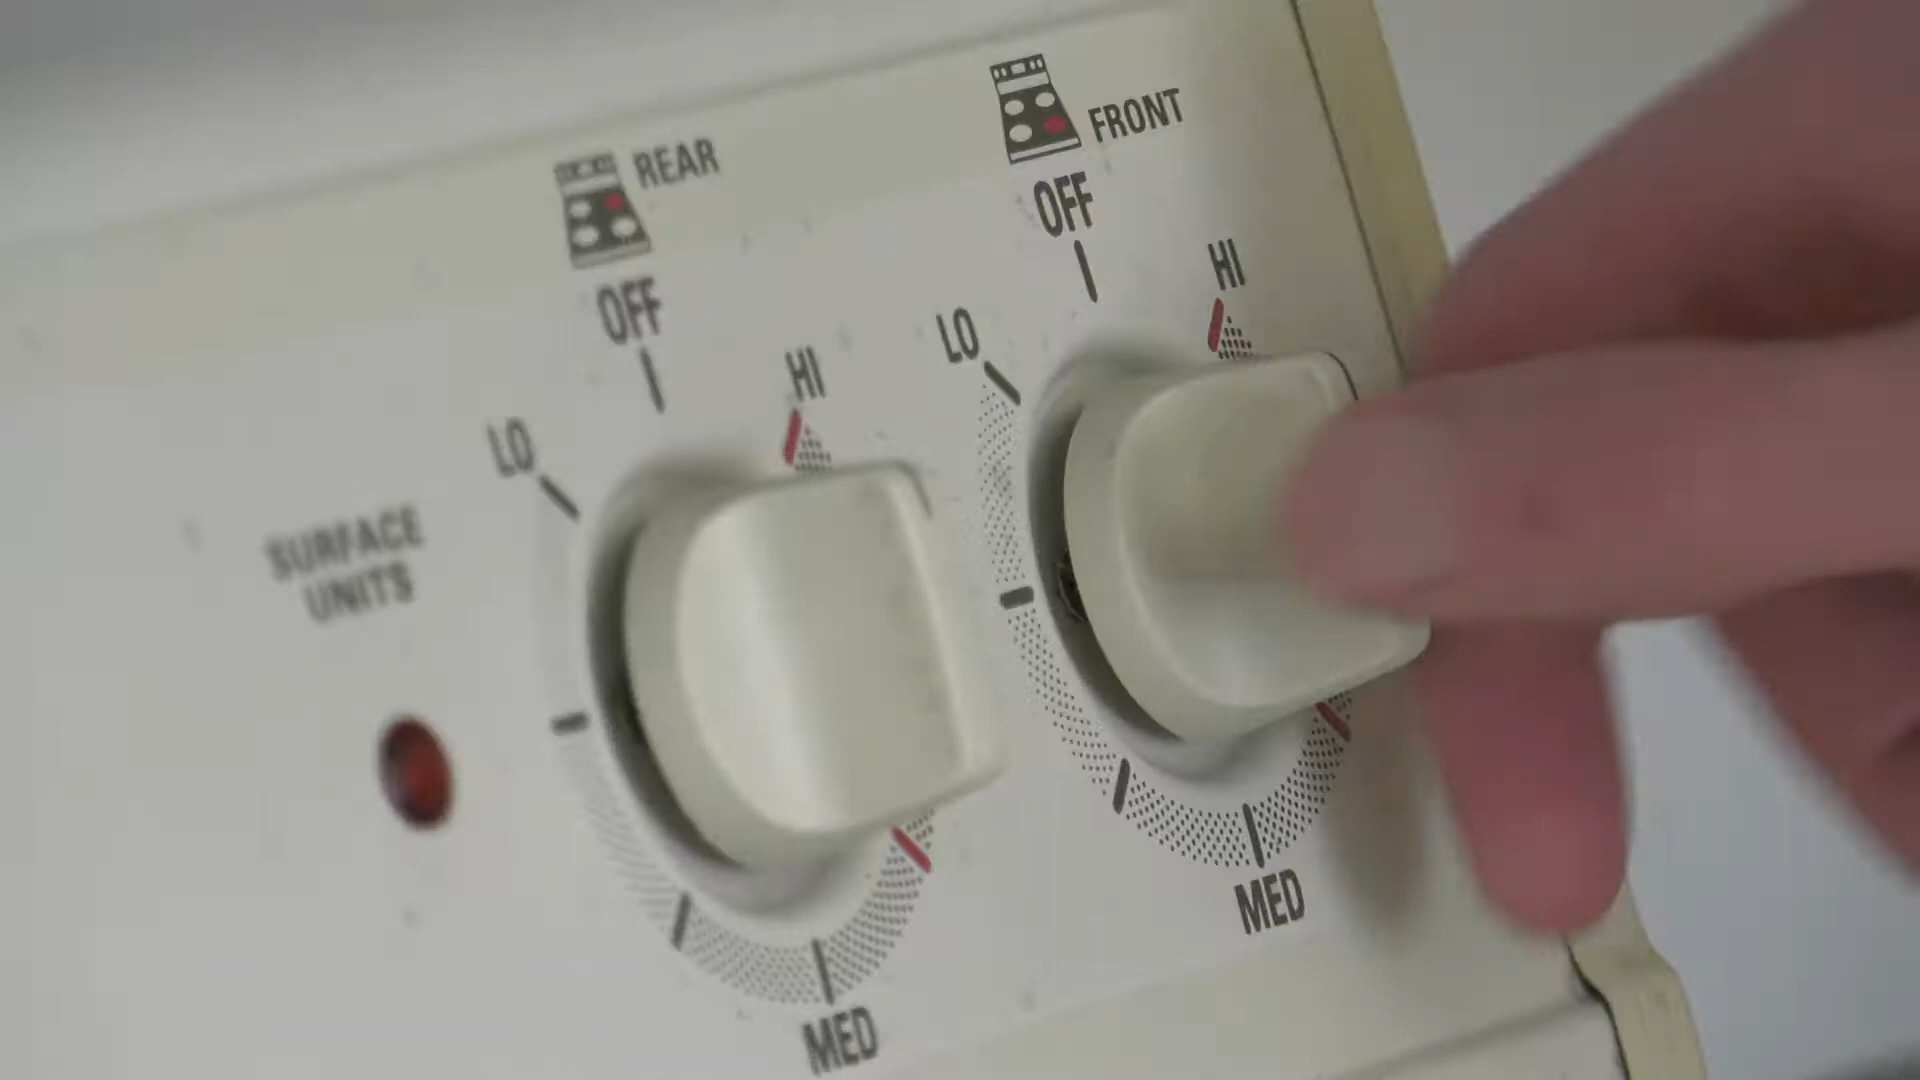 REAR
OFF
HI
LO
SURFACE
UNITS
MED
FRONT
OFF
HI
LO
MED